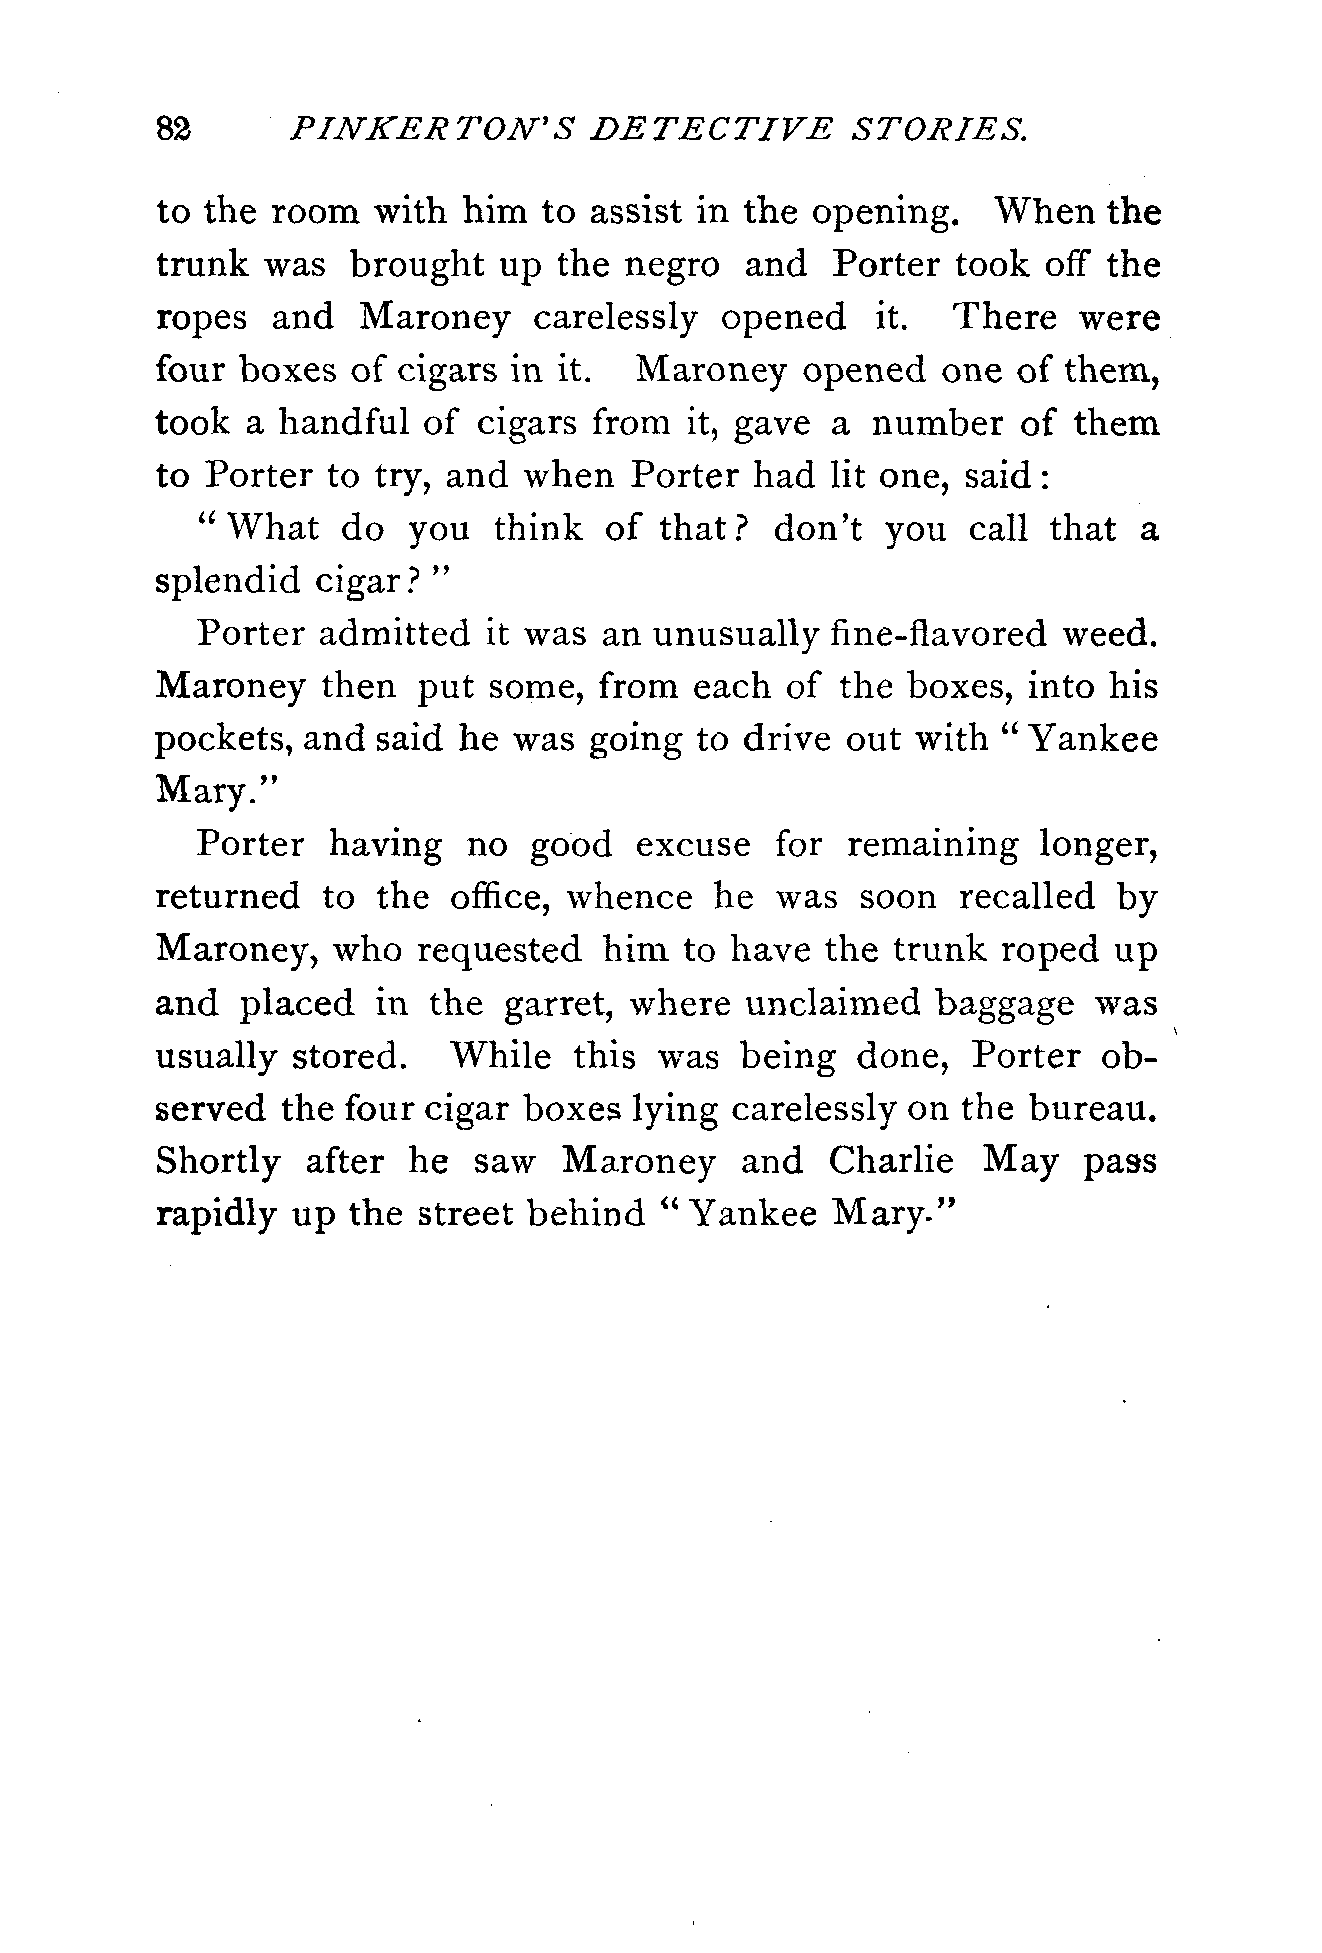 82 PINKERTON'S DETECTIVE STORIES.
to the room with him to assist in the opening. When the
trunk was brought up the negro and Porter took off the
ropes and Maroney carelessly opened it. There were
four boxes of cigars in it. Maroney opened one of them,
took a handful of cigars from it, gave a number of them
to Porter to try, and when Porter had lit one, said :
“ What do you think of that ? don't you call that a
splendid cigar ? ”
Porter admitted it was an unusually fine-flavored weed.
Maroney then put some, from each of the boxes, into his
pockets, and said he was going to drive out with “ Yankee
Mary.”
Porter having no good excuse for remaining longer,
returned to the office, whence he was soon recalled by
Maroney, who requested him to have the trunk roped up
and placed in the garret, where unclaimed baggage was
usually stored. While this was being done, Porter ob-
served the four cigar boxes lying carelessly on the bureau.
Shortly after he saw Maroney and Charlie May pass
rapidly up the street behind “ Yankee Mary.”